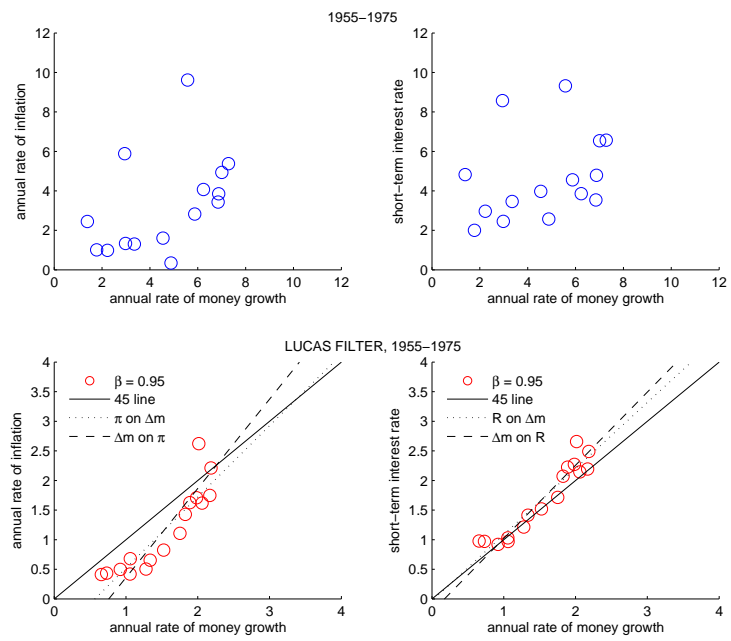 1955−1975
12
10
8
6
4
2
0
0 2 4 6 8 10 12
annual rate of inflation
annual rate of money growth
12
10
8
6
4
2
0
0 2 4 6 8 10 12
short−term interest rate
annual rate of money growth
LUCAS FILTER, 1955−1975
4
3.5
3
2.5
2
1.5
1
0.5
0
0 1 2 3 4
annual rate of inflation
annual rate of money growth
β = 0.95
45 line
π on Δm
Δm on π
4
3.5
3
2.5
2
1.5
1
0.5
0
0 1 2 3 4
short−term interest rate
annual rate of money growth
β = 0.95
45 line
R on Δm
Δm on R